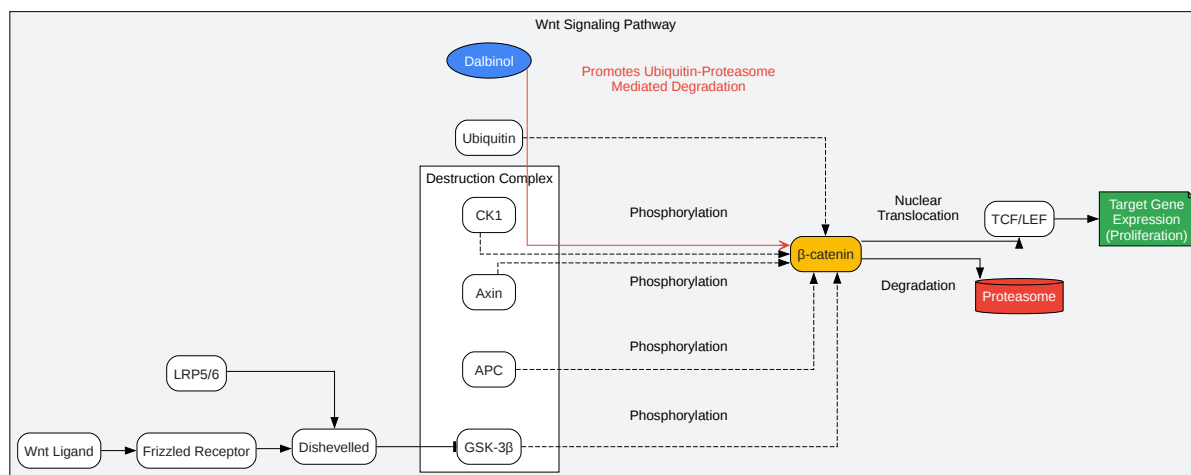 Wnt Signaling Pathway
Dalbinol
Promotes Ubiquitin-Proteasome
Mediated Degradation
Ubiquitin
Destruction Complex
CK1
Phosphorylation
Nuclear
Translocation
TCF/LEF
Target Gene
Expression
(Proliferation)
β-catenin
Axin
Phosphorylation
Degradation
Proteasome
APC
Phosphorylation
LRP5/6
Wnt Ligand
Frizzled Receptor
Dishevelled
GSK-3β
Phosphorylation